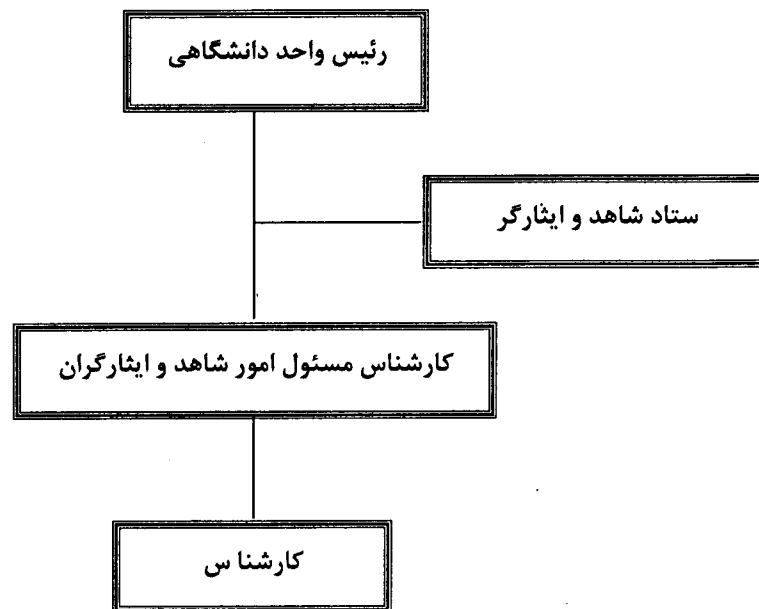 رئیس واحد دانشگاهی
ستاد شاهد و ایثارگر
کارشناس مسئول امور شاهد و ایثارگران
کارشنا س